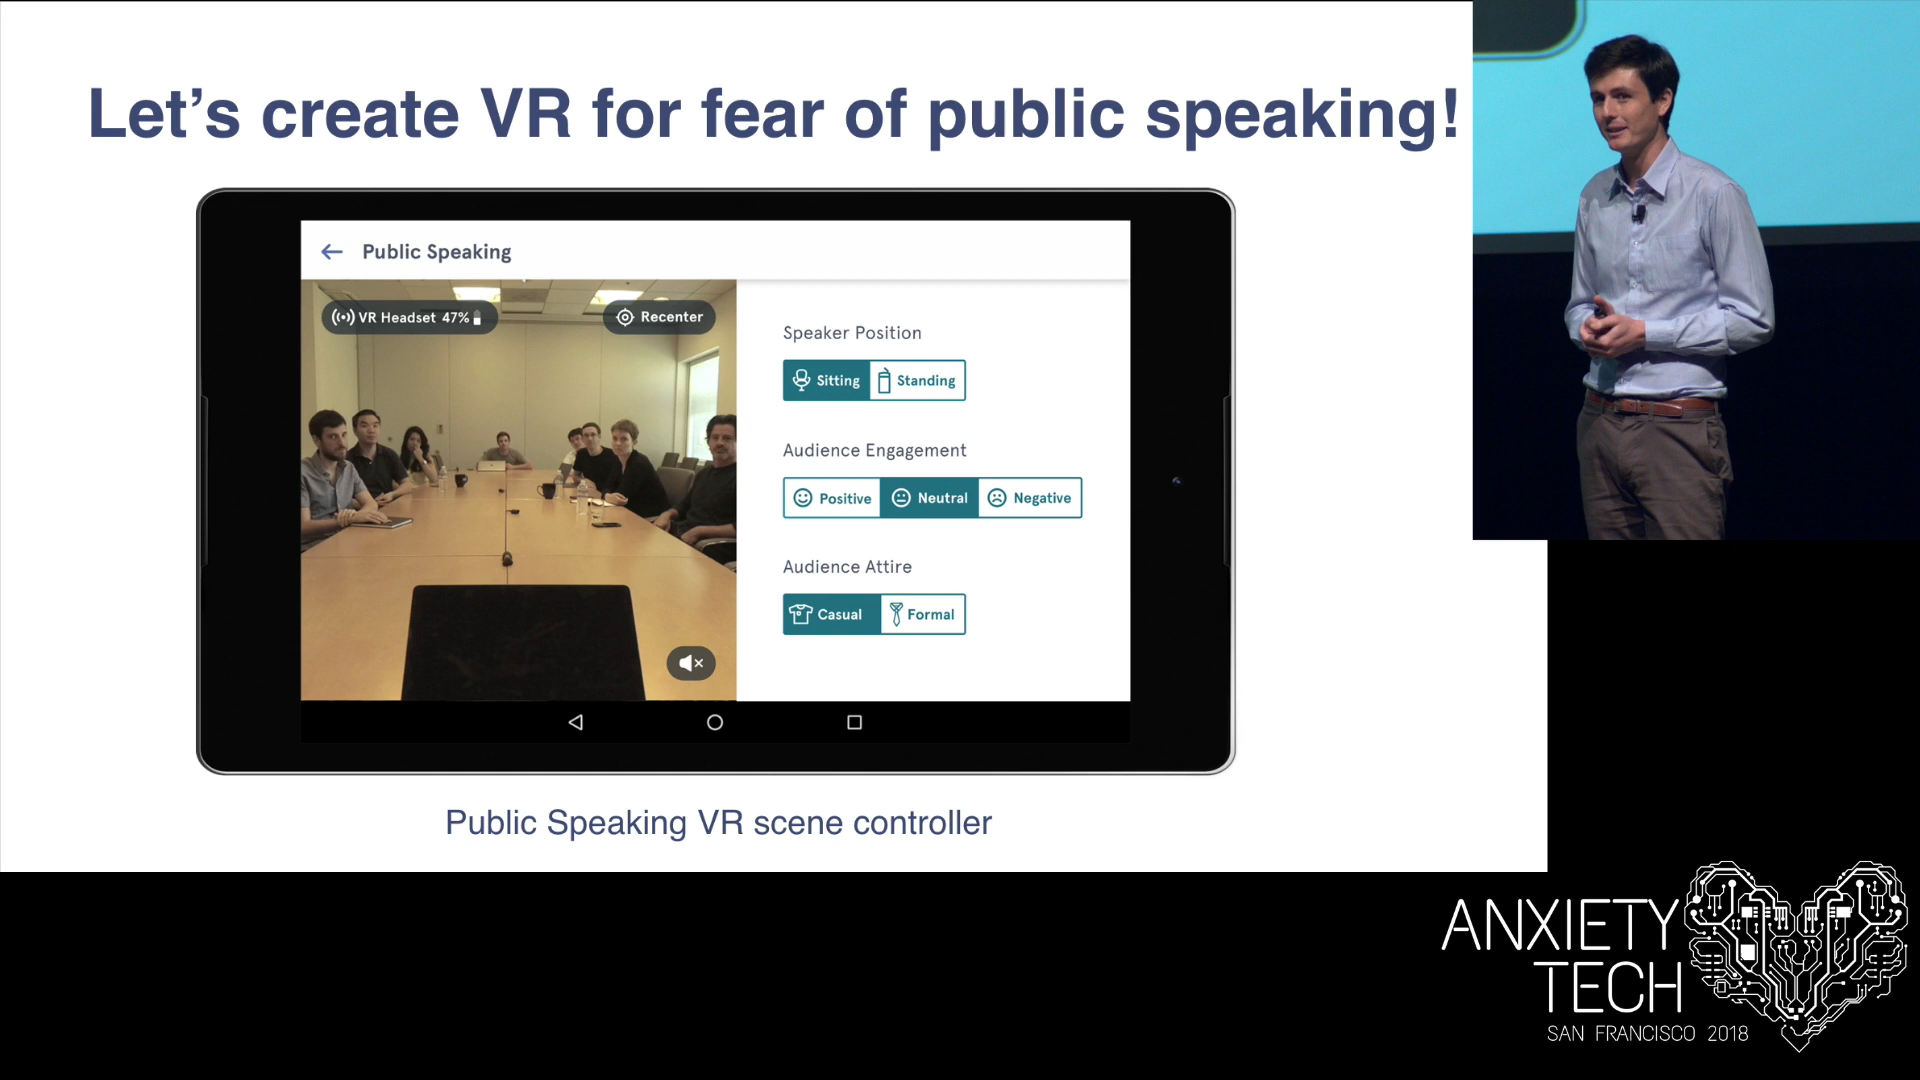 Let's create VR for fear of public speaking!
Public Speaking
VR Headset 47%
Recenter
Speaker Position
Sitting
Standing
Audience Engagement
Positive
Neutral
Negative
Audience Attire
Casual
Formal
Public Speaking VR scene controller
ANXIETY
TECH
SAN FRANCISCO 2018